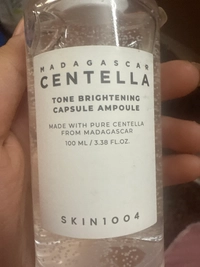 MADAGASCAR
CENTELLA
TONE BRIGHTENING
CAPSULE AMPOULE
MADE WITH PURE CENTELLA
FROM MADAGASCAR
100 ML / 3.38 FL.OZ.
SKIN1004